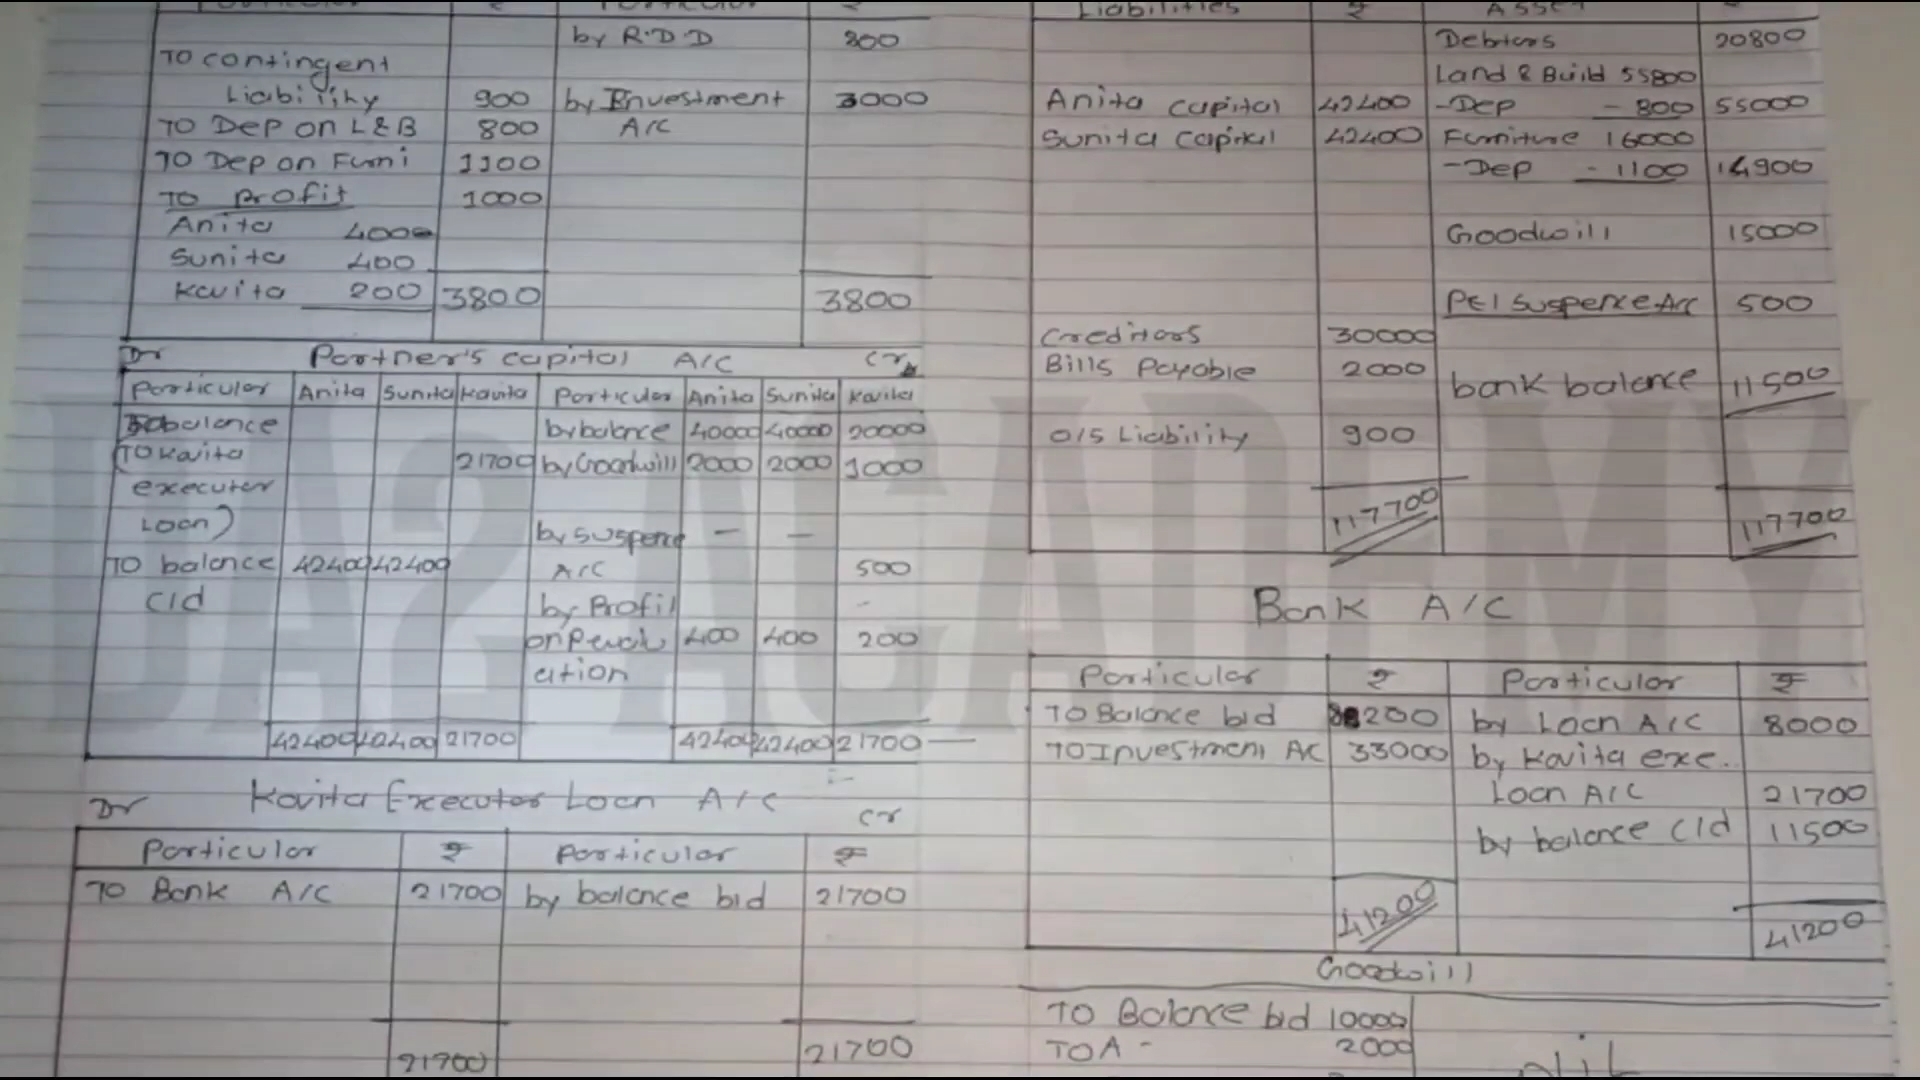 by R.D.D 800
TO contingent
Liability 900 by Investment 3000
TO Dep on L&B 800 A/C
TO Dep on Furni 1100
TO profit 1000
Anita 400
Sunita 400
Kavita 200 3800 3800
Dr Partner's capital A/C Cr
Particular Anita Sunita Kavita Particular Anita Sunita Kavita
balance by balance 40000 40000 20000
(TO Kavita 21700 by Goodwill 2000 2000 1000
executor
Loan)
by suspence — —
TO balance 42400 42400 A/C 500
C/d by Profit -
on Revalu 400 400 200
ation
42400 42400 21700 42400 42400 21700
Dr Kavita Executor Loan A/C Cr
Particular ₹ Particular ₹
TO Bank A/C 21700 by balance b/d 21700
21700 21700
Liabilities ₹ Asset
Debtors 20800
Land & Build 55800
Anita capital 42400 -Dep - 800 55000
Sunita capital 42400 Furniture 16000
-Dep - 1100 14900
Goodwill 15000
P&L Suspence A/c 500
Creditors 30000
Bills Payable 2000 bank balance 11500
O/S Liability 900
117700 117700
Bank A/C
Particular ₹ Particular ₹
TO Balance b/d 8200 by Loan A/C 8000
TO Investment AC 33000 by Kavita exe..
Loan A/C 21700
by balance C/d 11500
41200 41200
Goodwill
TO Balance b/d 10000
TO A - 2000
DA2 ACADEMY